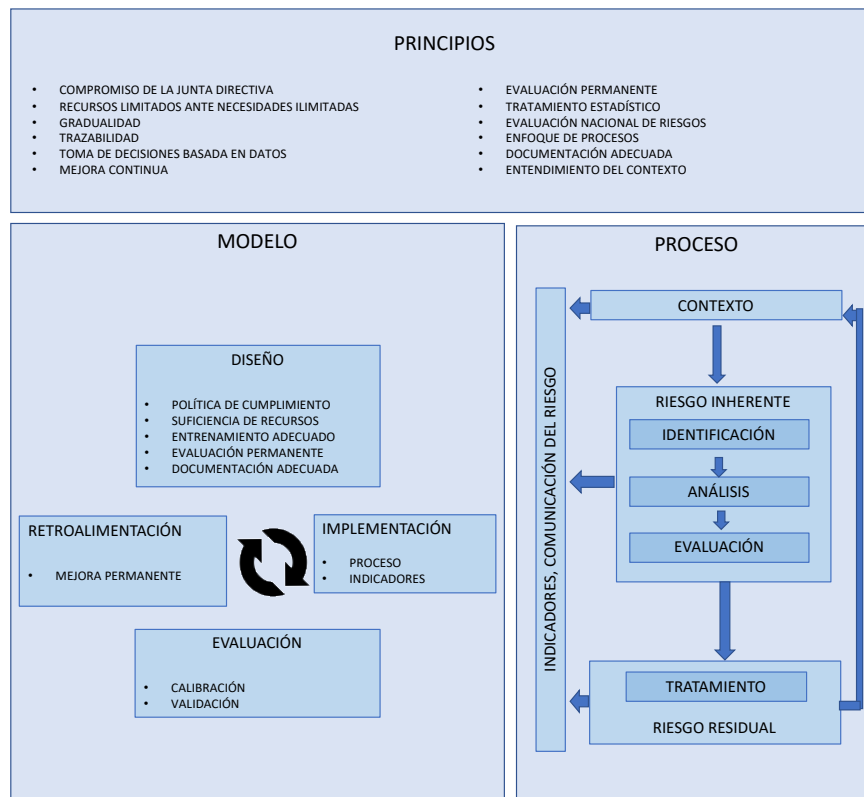 PRINCIPIOS
• COMPROMISO DE LA JUNTA DIRECTIVA
• RECURSOS LIMITADOS ANTE NECESIDADES ILIMITADAS
• GRADUALIDAD
• TRAZABILIDAD
• TOMA DE DECISIONES BASADA EN DATOS
• MEJORA CONTINUA
• EVALUACIÓN PERMANENTE
• TRATAMIENTO ESTADÍSTICO
• EVALUACIÓN NACIONAL DE RIESGOS
• ENFOQUE DE PROCESOS
• DOCUMENTACIÓN ADECUADA
• ENTENDIMIENTO DEL CONTEXTO
MODELO
DISEÑO
• POLÍTICA DE CUMPLIMIENTO
• SUFICIENCIA DE RECURSOS
• ENTRENAMIENTO ADECUADO
• EVALUACIÓN PERMANENTE
• DOCUMENTACIÓN ADECUADA
RETROALIMENTACIÓN
• MEJORA PERMANENTE
IMPLEMENTACIÓN
• PROCESO
• INDICADORES
EVALUACIÓN
• CALIBRACIÓN
• VALIDACIÓN
PROCESO
INDICADORES, COMUNICACIÓN DEL RIESGO
CONTEXTO
RIESGO INHERENTE
IDENTIFICACIÓN
ANÁLISIS
EVALUACIÓN
TRATAMIENTO
RIESGO RESIDUAL